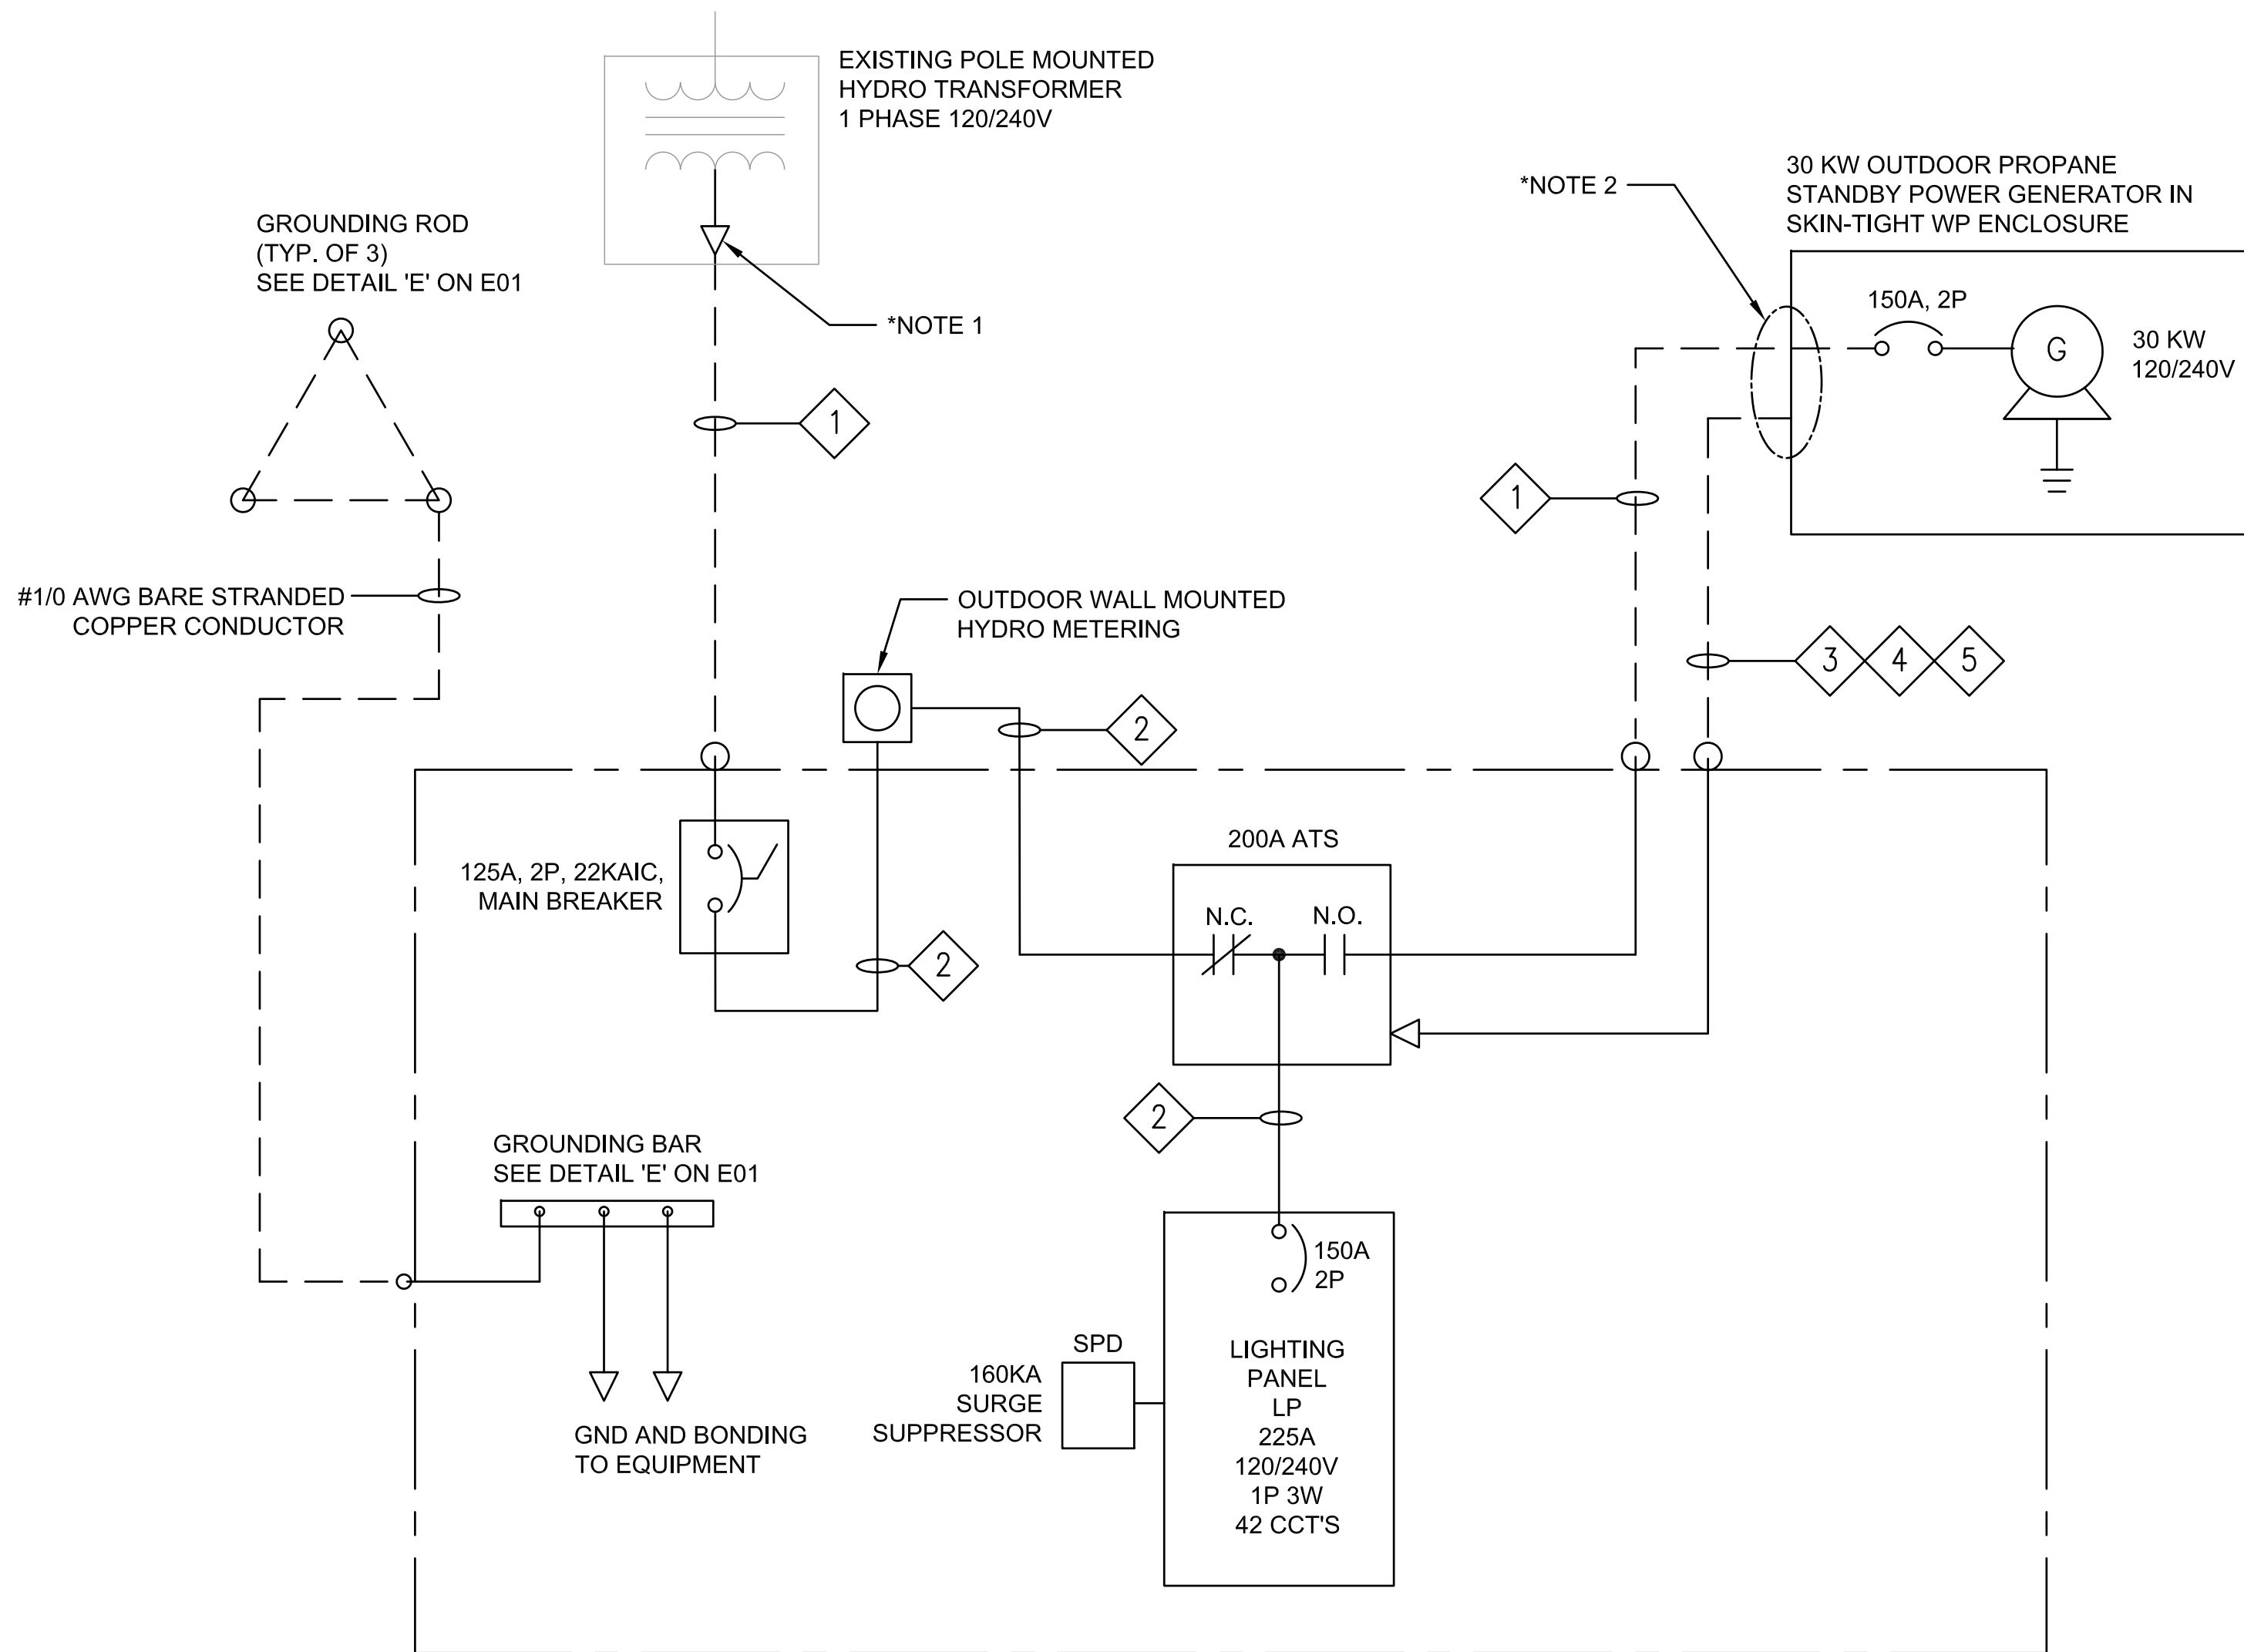 EXISTING POLE MOUNTED
HYDRO TRANSFORMER
1 PHASE 120/240V
*NOTE 1
GROUNDING ROD
(TYP. OF 3)
SEE DETAIL 'E' ON E01
#1/0 AWG BARE STRANDED
COPPER CONDUCTOR
1
*NOTE 2
30 KW OUTDOOR PROPANE
STANDBY POWER GENERATOR IN
SKIN-TIGHT WP ENCLOSURE
150A, 2P
G
30 KW
120/240V
1
3 4 5
OUTDOOR WALL MOUNTED
HYDRO METERING
2
125A, 2P, 22KAIC,
MAIN BREAKER
2
200A ATS
N.C.
N.O.
2
GROUNDING BAR
SEE DETAIL 'E' ON E01
GND AND BONDING
TO EQUIPMENT
150A
2P
SPD
160KA
SURGE
SUPPRESSOR
LIGHTING
PANEL
LP
225A
120/240V
1P 3W
42 CCT'S